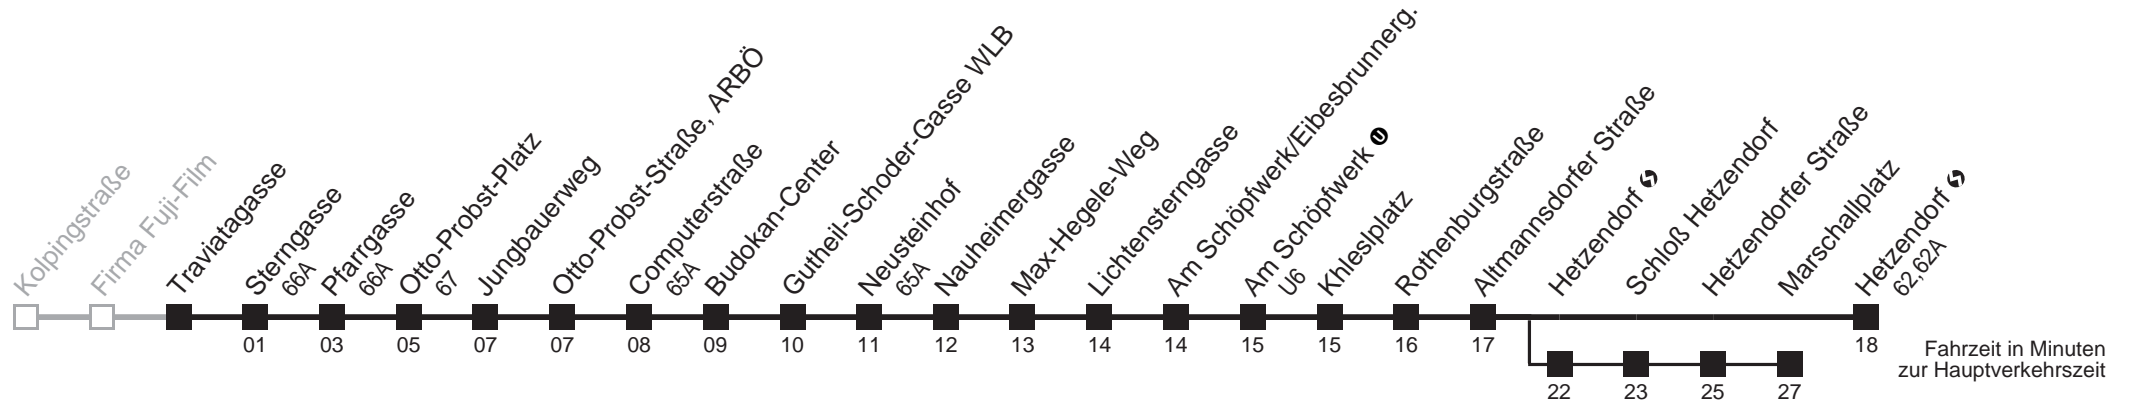 Kolpingstraße
Firma Fuji-Film
Traviatagasse
Sterngasse
66A
Pfarrgasse
66A
Otto-Probst-Platz
67
Jungbauerweg
Otto-Probst-Straße, ARBÖ
Computerstraße
65A
Budokan-Center
Gutheil-Schoder-Gasse WLB
Neusteinhof
65A
Nauheimergasse
Max-Hegele-Weg
Lichtensterngasse
Am Schöpfwerk/Eibesbrunnerg.
Am Schöpfwerk U
U6
Khleslplatz
Rothenburgstraße
Altmannsdorfer Straße
Hetzendorf
Schloß Hetzendorf
Hetzendorfer Straße
Marschallplatz
Hetzendorf
62,62A
01 03 05 07 07 08 09 10 11 12 13 14 14 15 15 16 17 18
22 23 25 27
Fahrzeit in Minuten
zur Hauptverkehrszeit